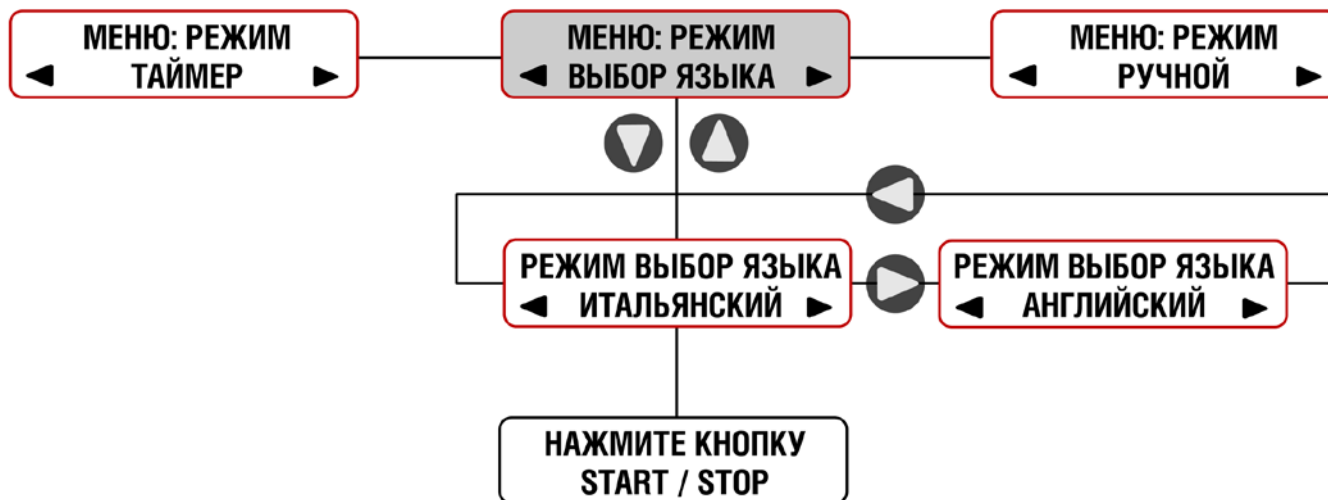 МЕНЮ: РЕЖИМ
ТАЙМЕР
МЕНЮ: РЕЖИМ
ВЫБОР ЯЗЫКА
МЕНЮ: РЕЖИМ
РУЧНОЙ
РЕЖИМ ВЫБОР ЯЗЫКА
ИТАЛЬЯНСКИЙ
РЕЖИМ ВЫБОР ЯЗЫКА
АНГЛИЙСКИЙ
НАЖМИТЕ КНОПКУ
START / STOP